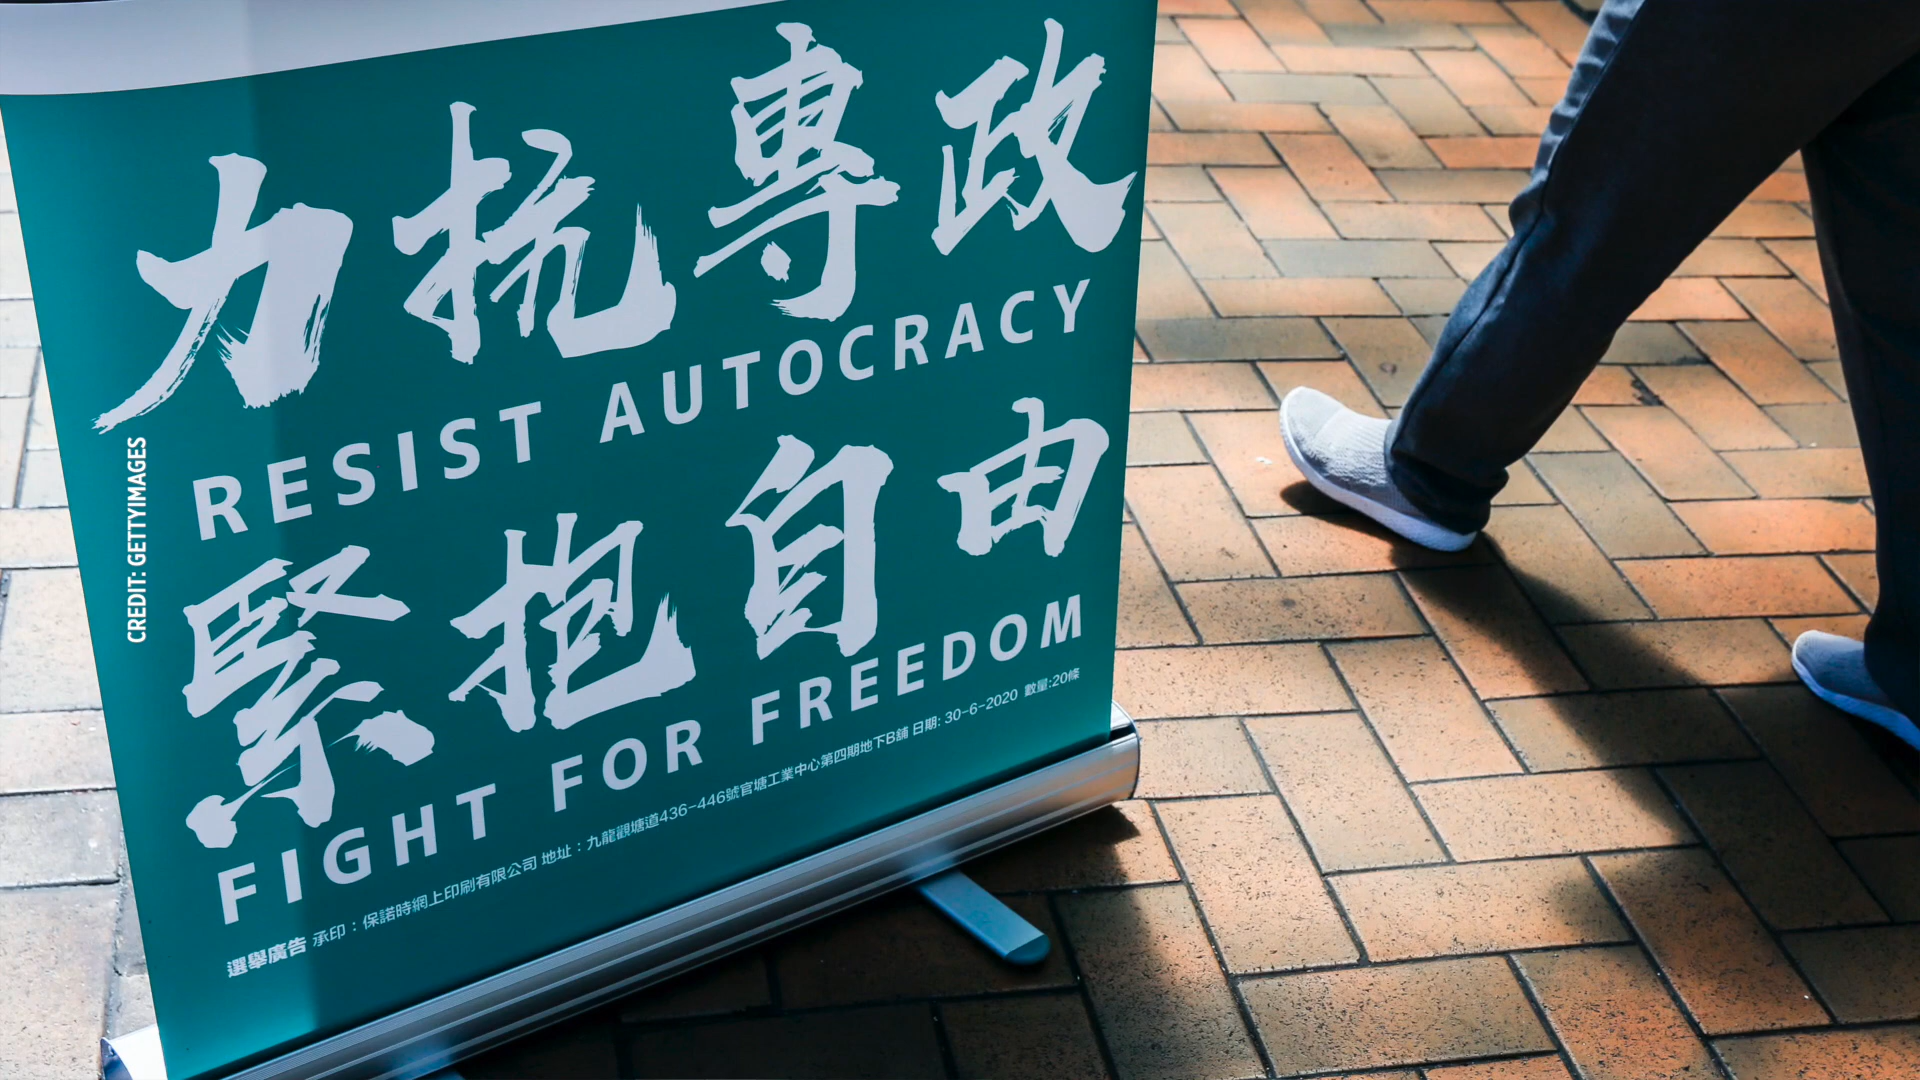 力抗專政
RESIST AUTOCRACY
緊抱自由
FIGHT FOR FREEDOM
選舉廣告 承印：保諾時網上印刷有限公司 地址：九龍觀塘道436-446號官塘工業中心第四期地下B舖 日期: 30-6-2020 數量:20條
CREDIT: GETTYIMAGES